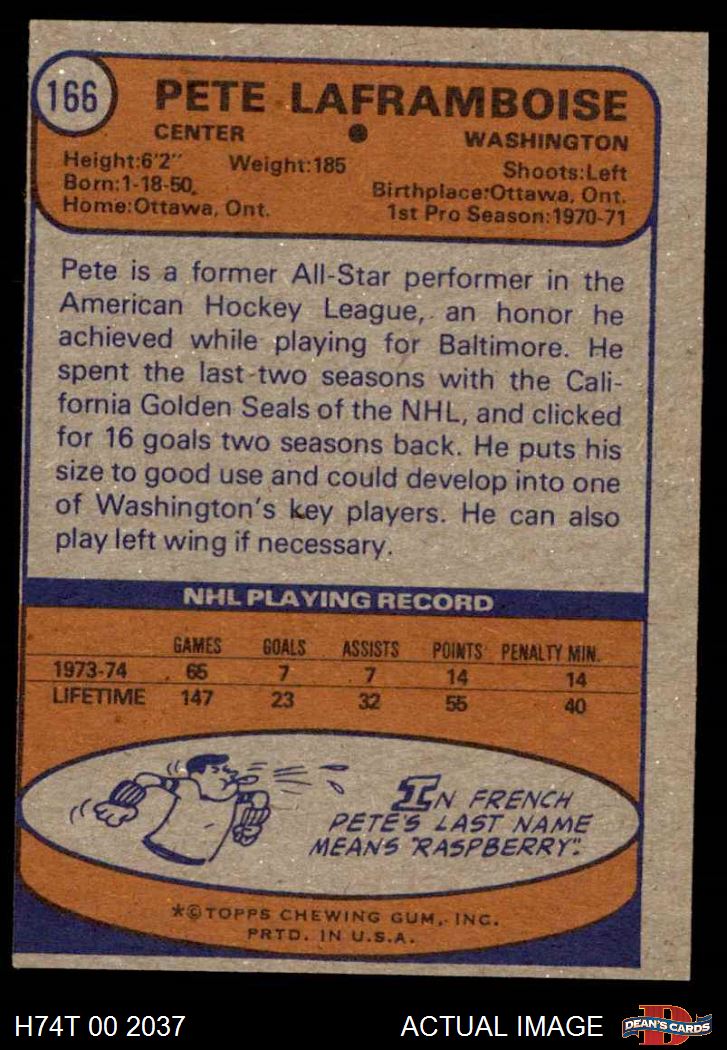 166
PETE LAFRAMBOISE
CENTER • WASHINGTON
Height:6'2" Weight:185 Shoots:Left
Born:1-18-50. Birthplace:Ottawa, Ont.
Home:Ottawa, Ont. 1st Pro Season:1970-71
Pete is a former All-Star performer in the
American Hockey League, an honor he
achieved while playing for Baltimore. He
spent the last two seasons with the Cali-
fornia Golden Seals of the NHL, and clicked
for 16 goals two seasons back. He puts his
size to good use and could develop into one
of Washington's key players. He can also
play left wing if necessary.
NHL PLAYING RECORD
GAMES GOALS ASSISTS POINTS PENALTY MIN.
1973-74 65 7 7 14 14
LIFETIME 147 23 32 55 40
IN FRENCH
PETE'S LAST NAME
MEANS "RASPBERRY".
*©TOPPS CHEWING GUM, INC.
PRTD. IN U.S.A.
H74T 00 2037 ACTUAL IMAGE D DEAN'S CARDS